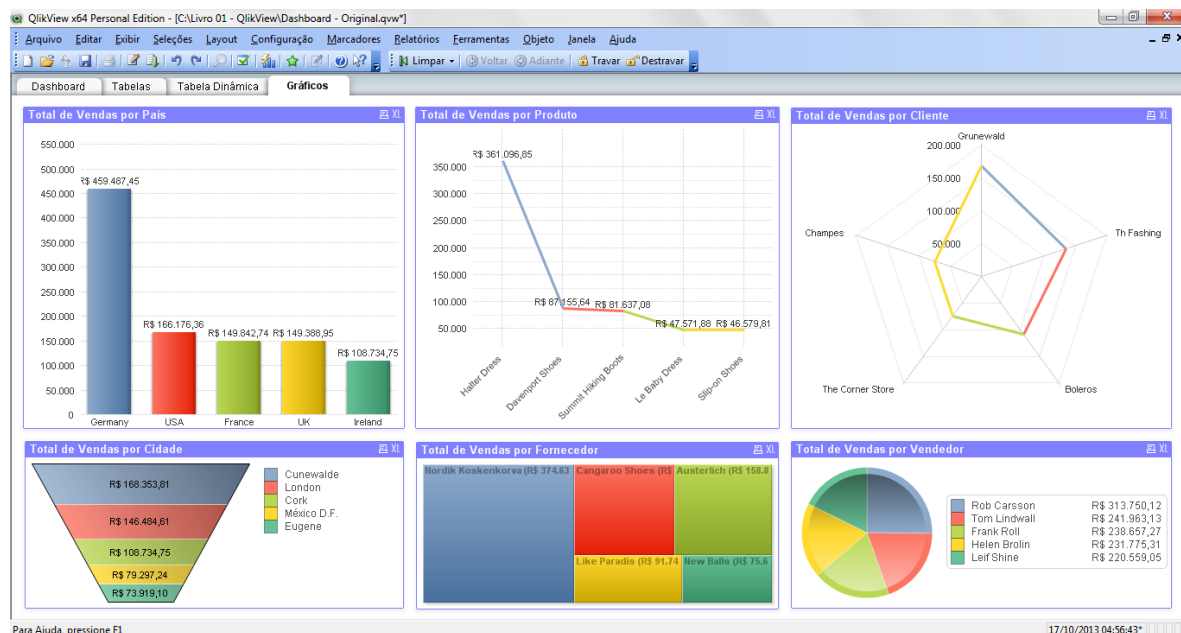 QlikView x64 Personal Edition - [C:\Livro 01 - QlikView\Dashboard - Original.qvw*]
Arquivo Editar Exibir Seleções Layout Configuração Marcadores Relatórios Ferramentas Objeto Janela Ajuda
Limpar Voltar Adiante Travar Destravar
Dashboard Tabelas Tabela Dinâmica Gráficos
Total de Vendas por País XL
550.000
500.000
450.000
400.000
350.000
300.000
250.000
200.000
150.000
100.000
50.000
0
R$ 459.487,45
R$ 166.176,36
R$ 149.842,74
R$ 149.388,95
R$ 108.734,75
Germany USA France UK Ireland
Total de Vendas por Produto XL
350.000
300.000
250.000
200.000
150.000
100.000
50.000
R$ 361.096,85
R$ 87.155,64
R$ 81.637,08
R$ 47.571,88
R$ 46.579,81
Halter Dress
Davenport Shoes
Summit Hiking Boots
Le Baby Dress
Slip-on Shoes
Total de Vendas por Cliente XL
Grunewald
200.000
150.000
100.000
50.000
Champes
Th Fashing
The Corner Store
Boleros
Total de Vendas por Cidade XL
R$ 168.353,81
R$ 146.484,61
R$ 108.734,75
R$ 79.297,24
R$ 73.919,10
Cunewalde
London
Cork
México D.F.
Eugene
Total de Vendas por Fornecedor XL
Nordik Koskenkorva (R$ 374.63
Cangaroo Shoes (R$
Austerlich (R$ 158.8
Like Paradis (R$ 91.74
New Balls (R$ 75.6
Total de Vendas por Vendedor XL
Rob Carsson R$ 313.750,12
Tom Lindwall R$ 241.963,13
Frank Roll R$ 238.657,27
Helen Brolin R$ 231.775,31
Leif Shine R$ 220.559,05
Para Ajuda, pressione F1
17/10/2013 04:56:43*